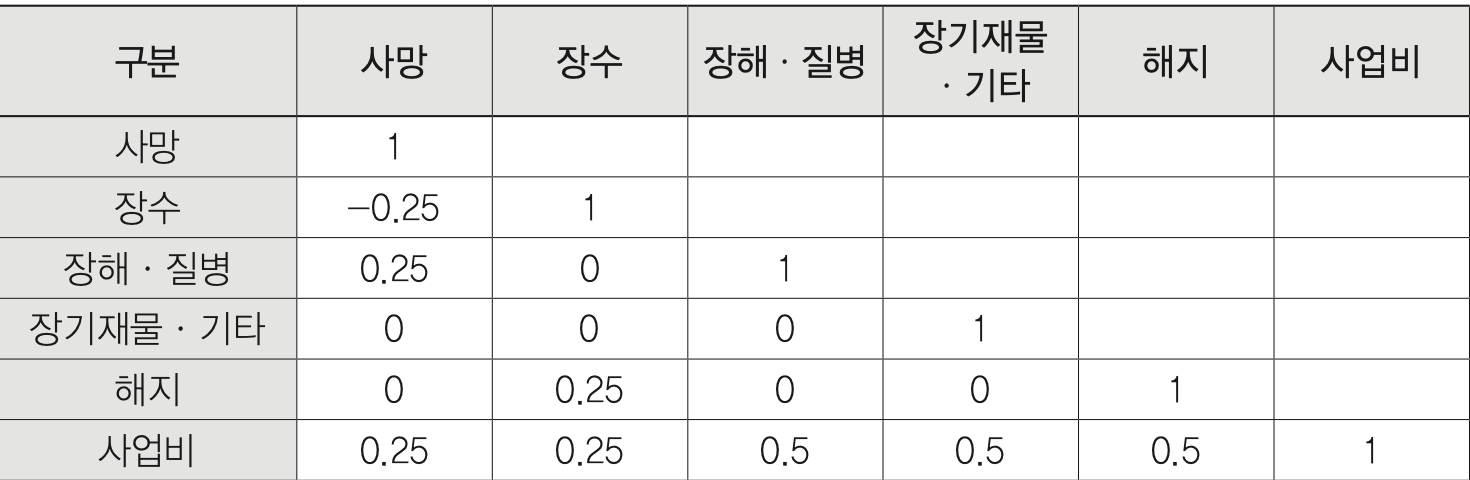 구분 사망 장수 장해 · 질병 장기재물 · 기타 해지 사업비
사망 1
장수 −0.25 1
장해 · 질병 0.25 0 1
장기재물 · 기타 0 0 0 1
해지 0 0.25 0 0 1
사업비 0.25 0.25 0.5 0.5 0.5 1